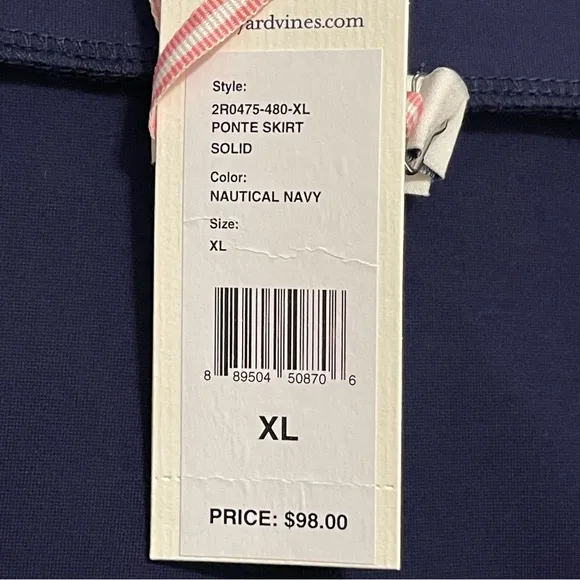 yardvines.com
Style:
2R0475-480-XL
PONTE SKIRT
SOLID
Color:
NAUTICAL NAVY
Size:
XL
8 89504 50870 6
XL
PRICE: $98.00